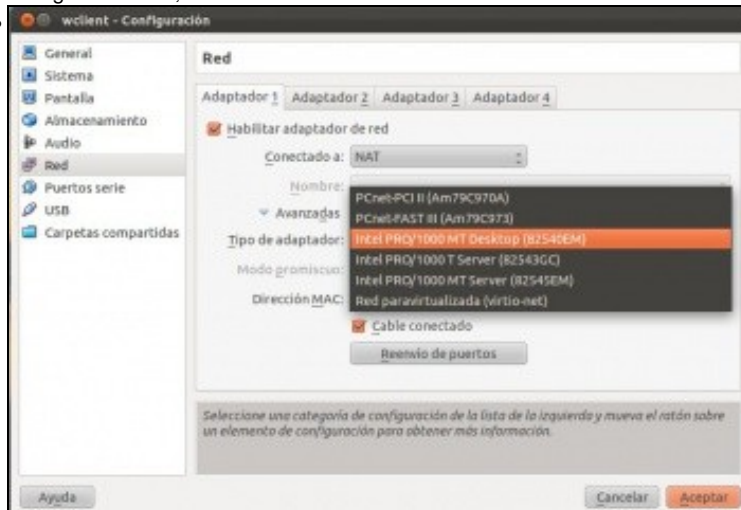 wclient - Configuración
General
Sistema
Pantalla
Almacenamiento
Audio
Red
Puertos serie
USB
Carpetas compartidas
Red
Adaptador 1 Adaptador 2 Adaptador 3 Adaptador 4
Habilitar adaptador de red
Conectado a: NAT
Nombre:
Avanzadas
Tipo de adaptador:
Modo promiscuo:
Dirección MAC:
PCnet-PCI II (Am79C970A)
PCnet-FAST III (Am79C973)
Intel PRO/1000 MT Desktop (82540EM)
Intel PRO/1000 T Server (82543GC)
Intel PRO/1000 MT Server (82545EM)
Red paravirtualizada (virtio-net)
Cable conectado
Reenvío de puertos
Seleccione una categoría de configuración de la lista de la izquierda y mueva el ratón sobre
un elemento de configuración para obtener más información.
Ayuda
Cancelar
Aceptar